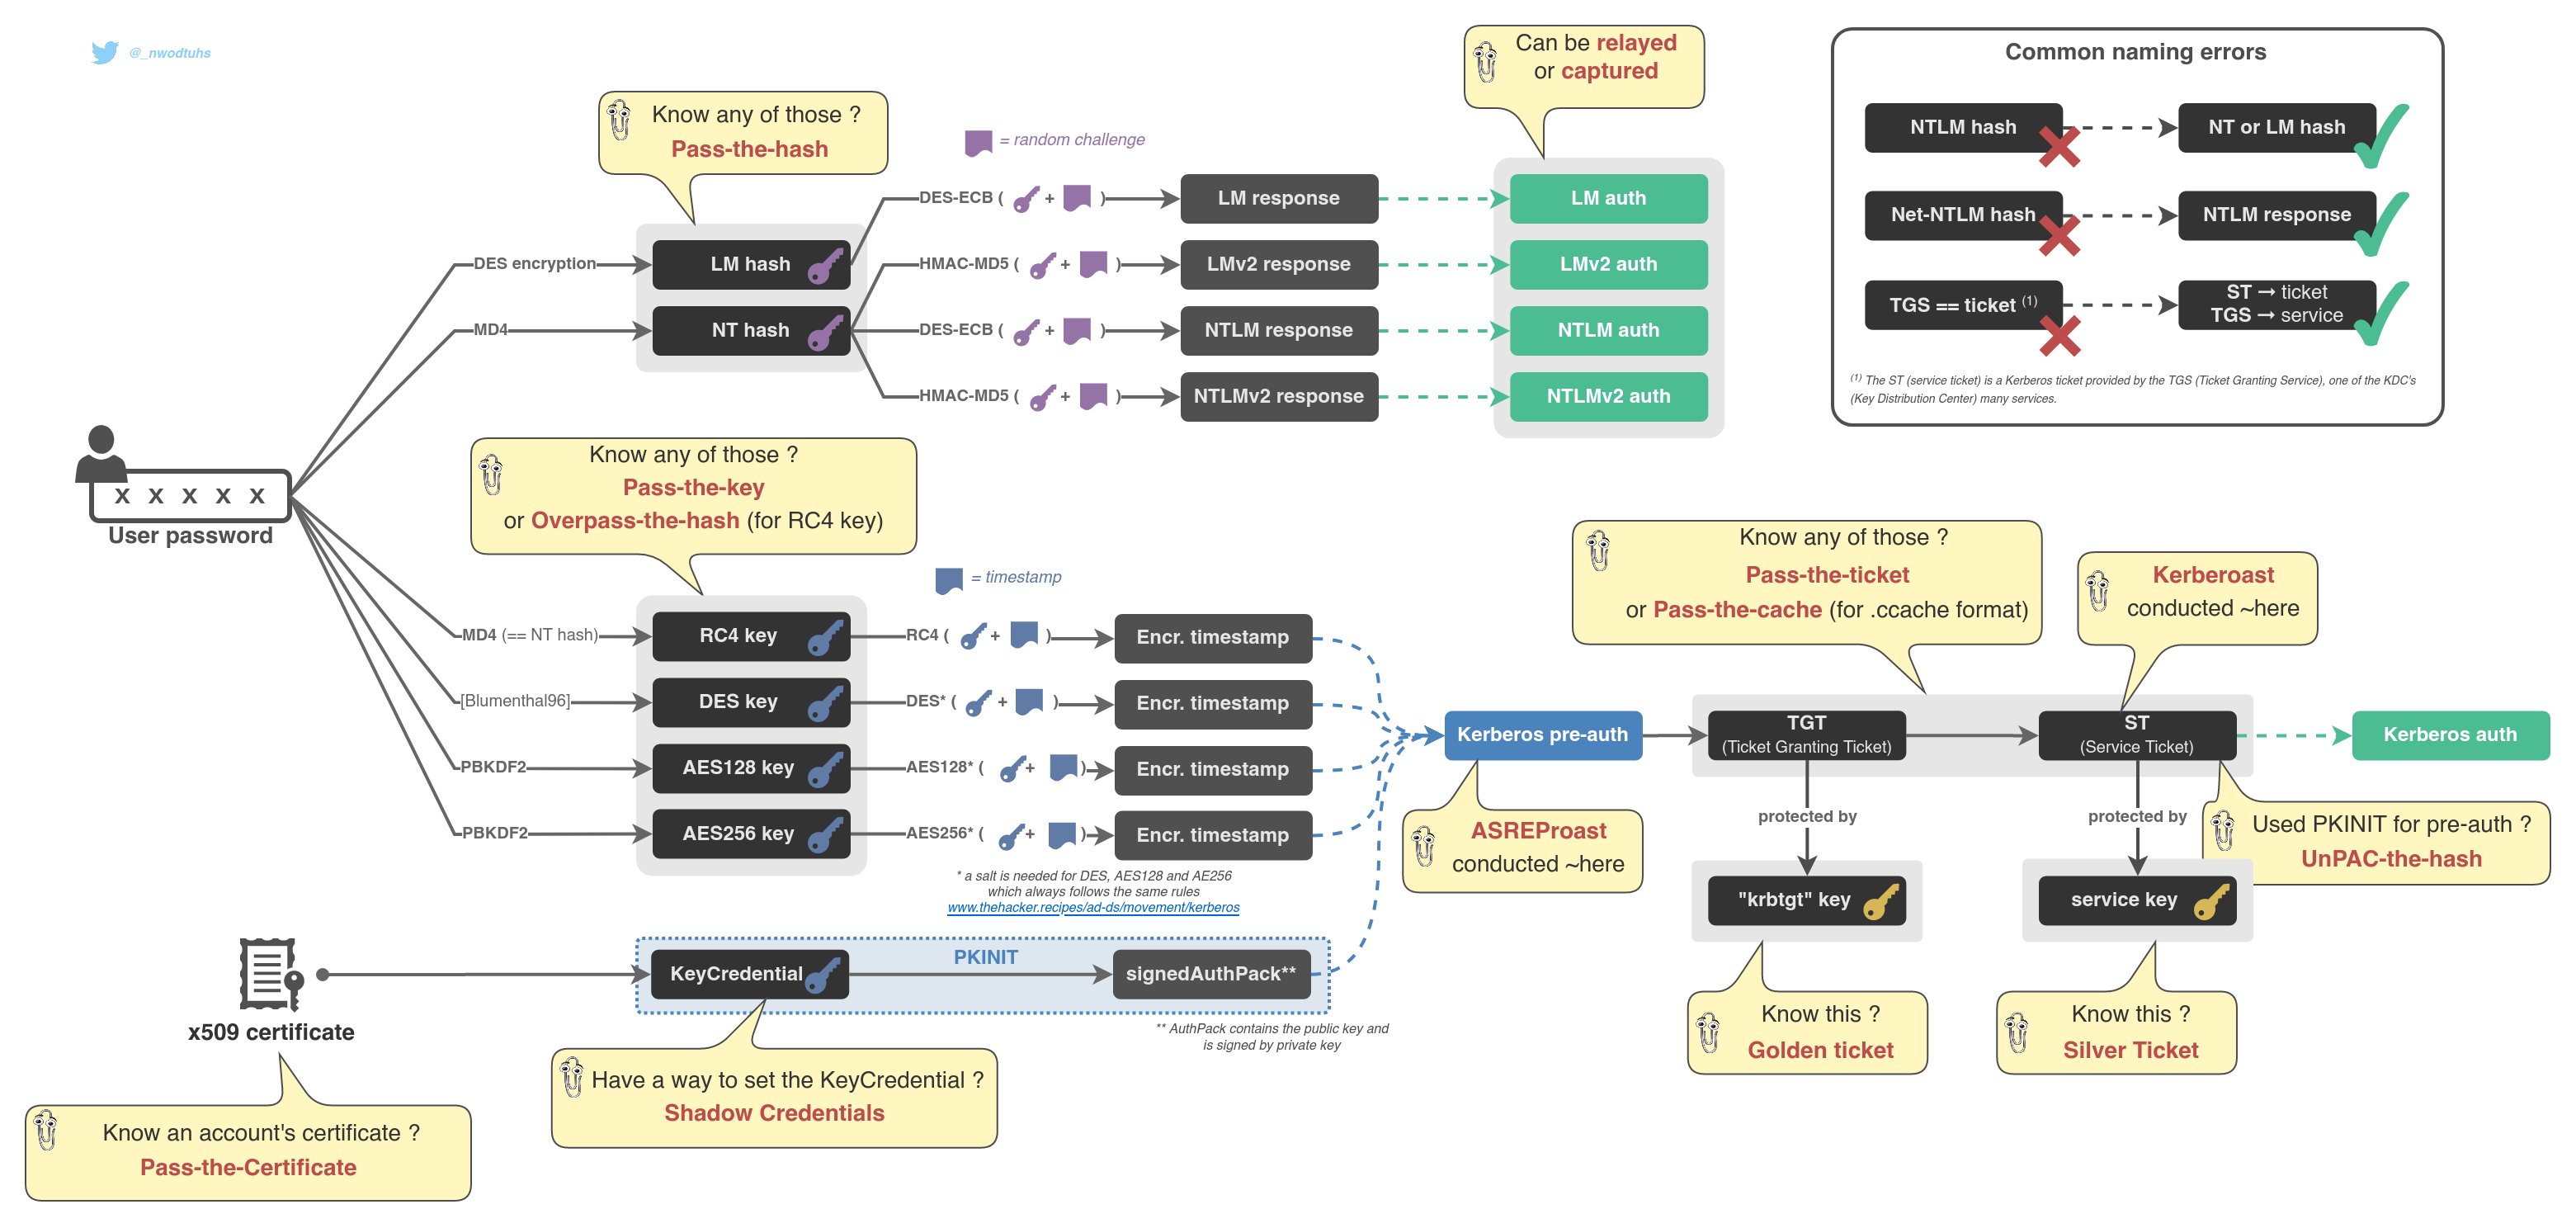 @_nwodtuhs
Know any of those ?
Pass-the-hash
= random challenge
Can be relayed
or captured
DES encryption
LM hash
DES-ECB ( + )
LM response
LM auth
HMAC-MD5 ( + )
LMv2 response
LMv2 auth
MD4
NT hash
DES-ECB ( + )
NTLM response
NTLM auth
HMAC-MD5 ( + )
NTLMv2 response
NTLMv2 auth
Common naming errors
NTLM hash
NT or LM hash
Net-NTLM hash
NTLM response
TGS == ticket (1)
ST → ticket
TGS → service
(1) The ST (service ticket) is a Kerberos ticket provided by the TGS (Ticket Granting Service), one of the KDC's
(Key Distribution Center) many services.
x x x x x
User password
Know any of those ?
Pass-the-key
or Overpass-the-hash (for RC4 key)
= timestamp
MD4 (== NT hash)
RC4 key
RC4 ( + )
Encr. timestamp
[Blumenthal96]
DES key
DES* ( + )
Encr. timestamp
PBKDF2
AES128 key
AES128* ( + )
Encr. timestamp
PBKDF2
AES256 key
AES256* ( + )
Encr. timestamp
* a salt is needed for DES, AES128 and AE256
which always follows the same rules
www.thehacker.recipes/ad-ds/movement/kerberos
Kerberos pre-auth
ASREProast
conducted ~here
Know any of those ?
Pass-the-ticket
or Pass-the-cache (for .ccache format)
Kerberoast
conducted ~here
TGT
(Ticket Granting Ticket)
ST
(Service Ticket)
Kerberos auth
protected by
protected by
Used PKINIT for pre-auth ?
UnPAC-the-hash
"krbtgt" key
service key
Know this ?
Golden ticket
Know this ?
Silver Ticket
x509 certificate
PKINIT
KeyCredential
signedAuthPack**
** AuthPack contains the public key and
is signed by private key
Have a way to set the KeyCredential ?
Shadow Credentials
Know an account's certificate ?
Pass-the-Certificate